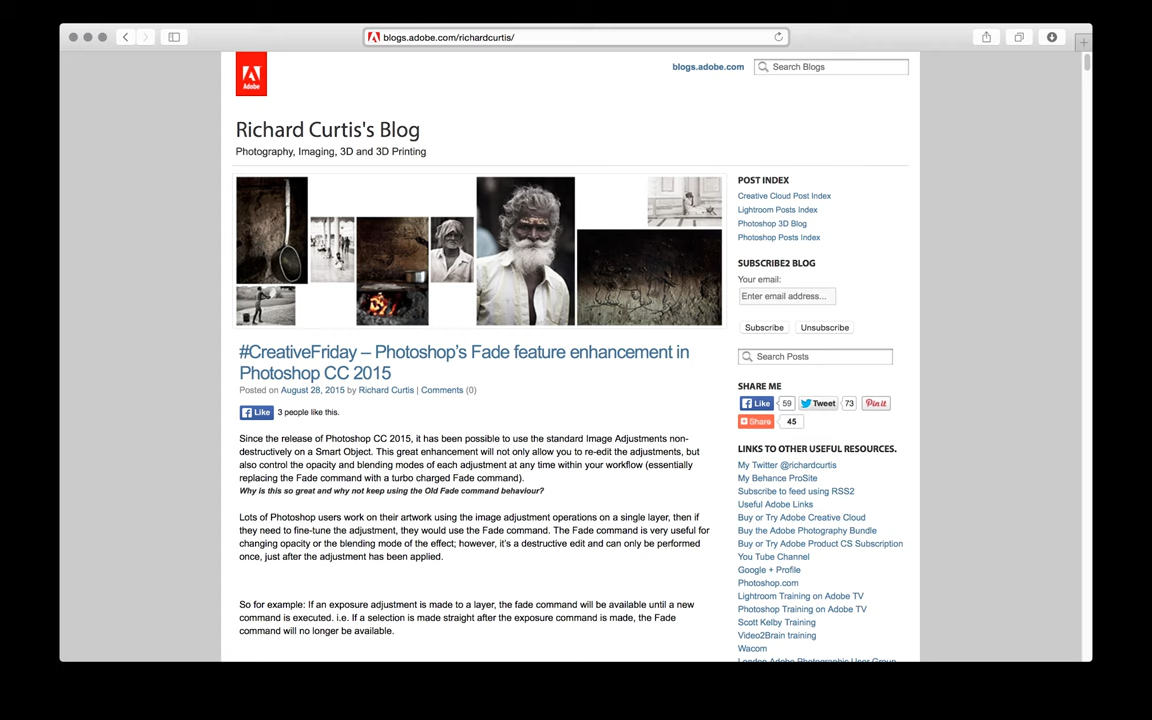 blogs.adobe.com/richardcurtis/
Adobe
blogs.adobe.com
Search Blogs
Richard Curtis's Blog
Photography, Imaging, 3D and 3D Printing
#CreativeFriday – Photoshop's Fade feature enhancement in
Photoshop CC 2015
Posted on August 28, 2015 by Richard Curtis | Comments (0)
Like 3 people like this.
Since the release of Photoshop CC 2015, it has been possible to use the standard Image Adjustments non-
destructively on a Smart Object. This great enhancement will not only allow you to re-edit the adjustments, but
also control the opacity and blending modes of each adjustment at any time within your workflow (essentially
replacing the Fade command with a turbo charged Fade command).
Why is this so great and why not keep using the Old Fade command behaviour?
Lots of Photoshop users work on their artwork using the image adjustment operations on a single layer, then if
they need to fine-tune the adjustment, they would use the Fade command. The Fade command is very useful for
changing opacity or the blending mode of the effect; however, it's a destructive edit and can only be performed
once, just after the adjustment has been applied.
So for example: If an exposure adjustment is made to a layer, the fade command will be available until a new
command is executed. i.e. If a selection is made straight after the exposure command is made, the Fade
command will no longer be available.
POST INDEX
Creative Cloud Post Index
Lightroom Posts Index
Photoshop 3D Blog
Photoshop Posts Index
SUBSCRIBE2 BLOG
Your email:
Enter email address...
Subscribe Unsubscribe
Search Posts
SHARE ME
Like 59 Tweet 73 Pin it
Share 45
LINKS TO OTHER USEFUL RESOURCES.
My Twitter @richardcurtis
My Behance ProSite
Subscribe to feed using RSS2
Useful Adobe Links
Buy or Try Adobe Creative Cloud
Buy the Adobe Photography Bundle
Buy or Try Adobe Product CS Subscription
You Tube Channel
Google + Profile
Photoshop.com
Lightroom Training on Adobe TV
Photoshop Training on Adobe TV
Scott Kelby Training
Video2Brain training
Wacom
London Adobe Photographic User Group